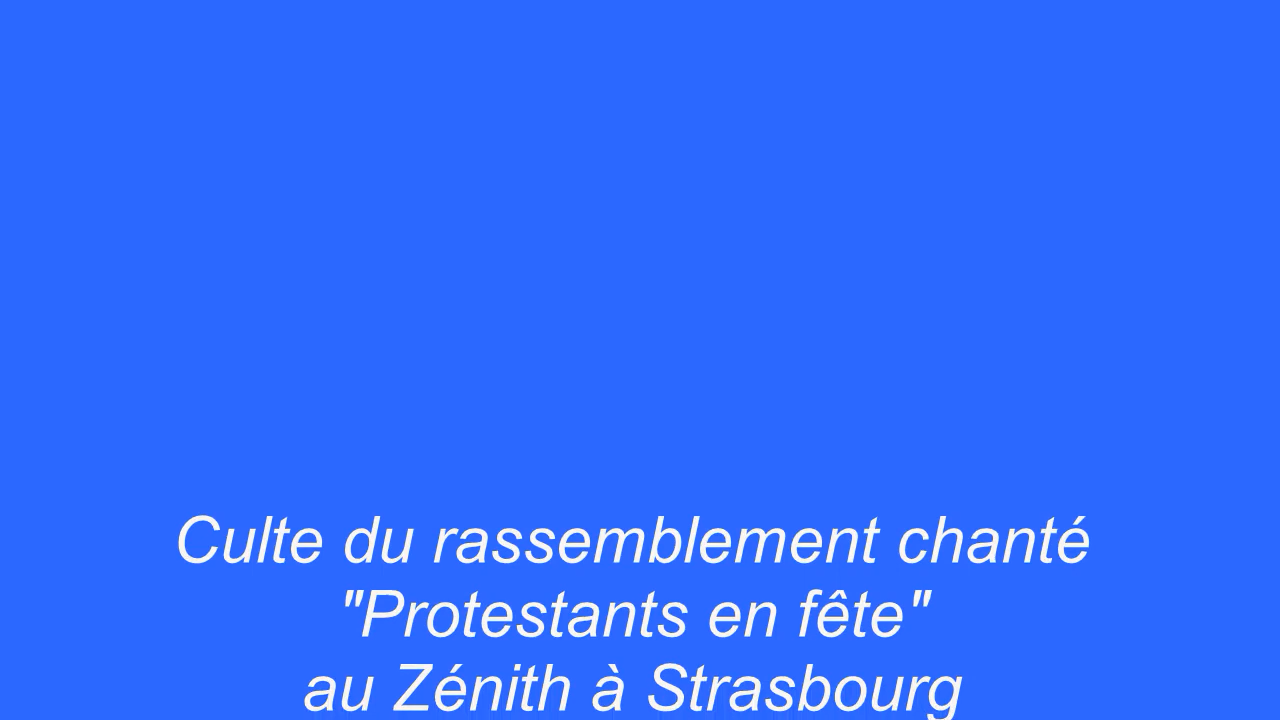 Culte du rassemblement chanté
"Protestants en fête"
au Zénith à Strasbourg